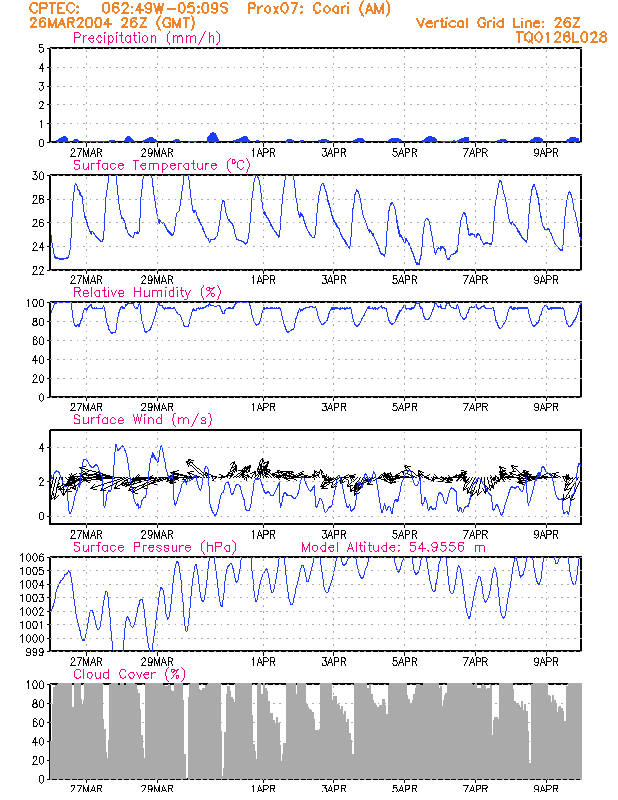 CPTEC: 062:49W-05:09S Prox07: Coari (AM)
26MAR2004 26Z (GMT) Vertical Grid Line: 26Z
Precipitation (mm/h) TQ0126L028
5
4
3
2
1
0
27MAR 29MAR 1APR 3APR 5APR 7APR 9APR
Surface Temperature (°C)
30
28
26
24
22
27MAR 29MAR 1APR 3APR 5APR 7APR 9APR
Relative Humidity (%)
100
80
60
40
20
0
27MAR 29MAR 1APR 3APR 5APR 7APR 9APR
Surface Wind (m/s)
4
2
0
27MAR 29MAR 1APR 3APR 5APR 7APR 9APR
Surface Pressure (hPa) Model Altitude: 54.9556 m
1006
1005
1004
1003
1002
1001
1000
999
27MAR 29MAR 1APR 3APR 5APR 7APR 9APR
Cloud Cover (%)
100
80
60
40
20
0
27MAR 29MAR 1APR 3APR 5APR 7APR 9APR